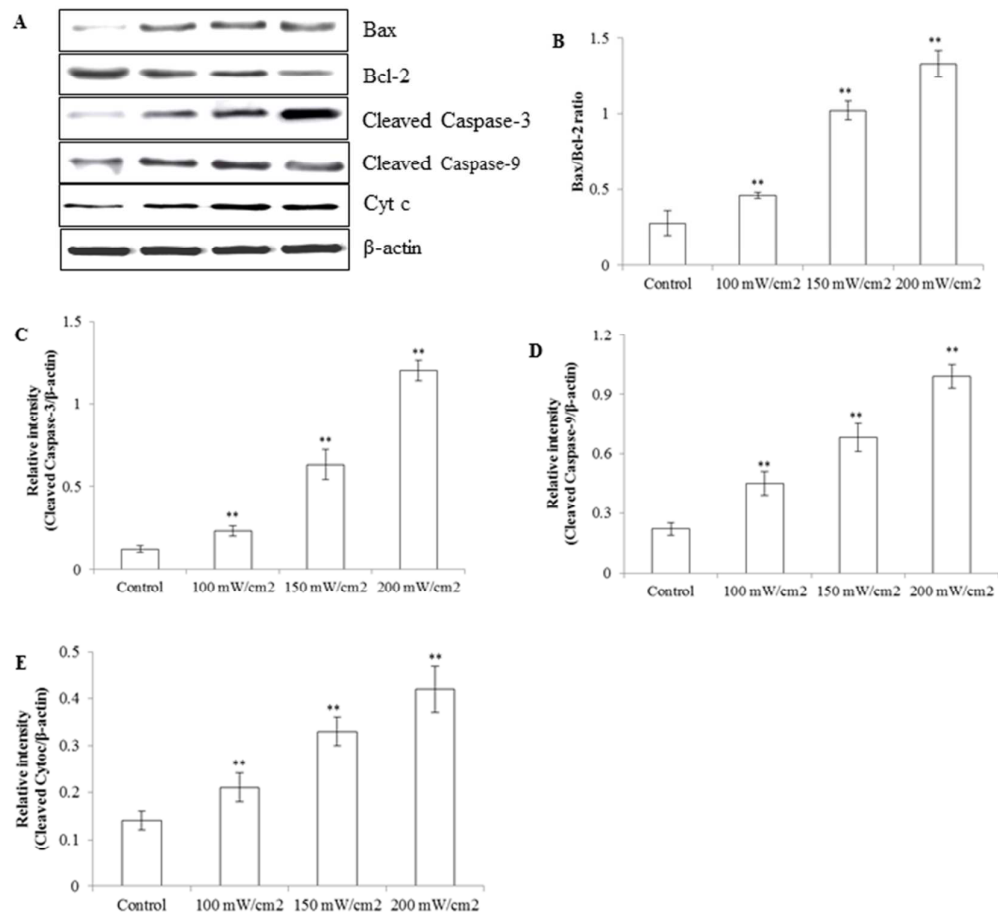 A
Bax
Bcl-2
Cleaved Caspase-3
Cleaved Caspase-9
Cyt c
β-actin
B
Bax/Bcl-2 ratio
1.5
1
0.5
0
**
**
**
Control 100 mW/cm2 150 mW/cm2 200 mW/cm2
C
Relative intensity
(Cleaved Caspase-3/β-actin)
1.5
1
0.5
0
**
**
**
Control 100 mW/cm2 150 mW/cm2 200 mW/cm2
D
Relative intensity
(Cleaved Caspase-9/β-actin)
1.2
0.9
0.6
0.3
0
**
**
**
Control 100 mW/cm2 150 mW/cm2 200 mW/cm2
E
Relative intensity
(Cleaved Cytoc/β-actin)
0.5
0.4
0.3
0.2
0.1
0
**
**
**
Control 100 mW/cm2 150 mW/cm2 200 mW/cm2